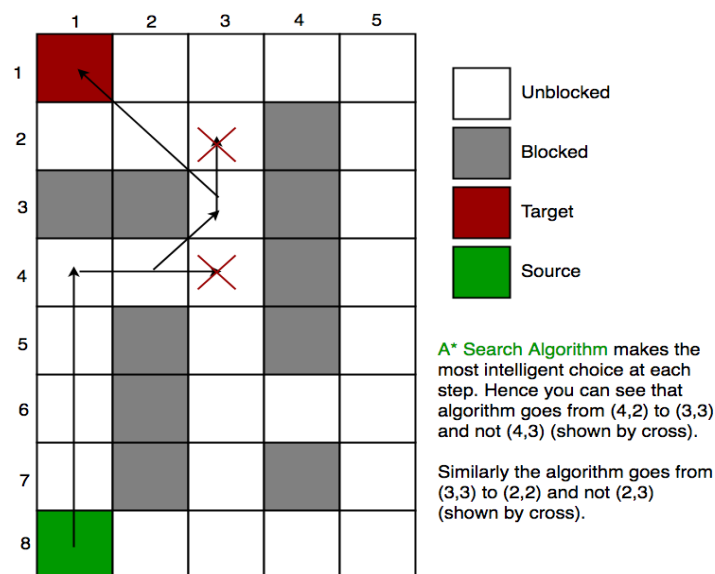 1 2 3 4 5
1
2
3
4
5
6
7
8
Unblocked
Blocked
Target
Source
A* Search Algorithm makes the
most intelligent choice at each
step. Hence you can see that
algorithm goes from (4,2) to (3,3)
and not (4,3) (shown by cross).
Similarly the algorithm goes from
(3,3) to (2,2) and not (2,3)
(shown by cross).